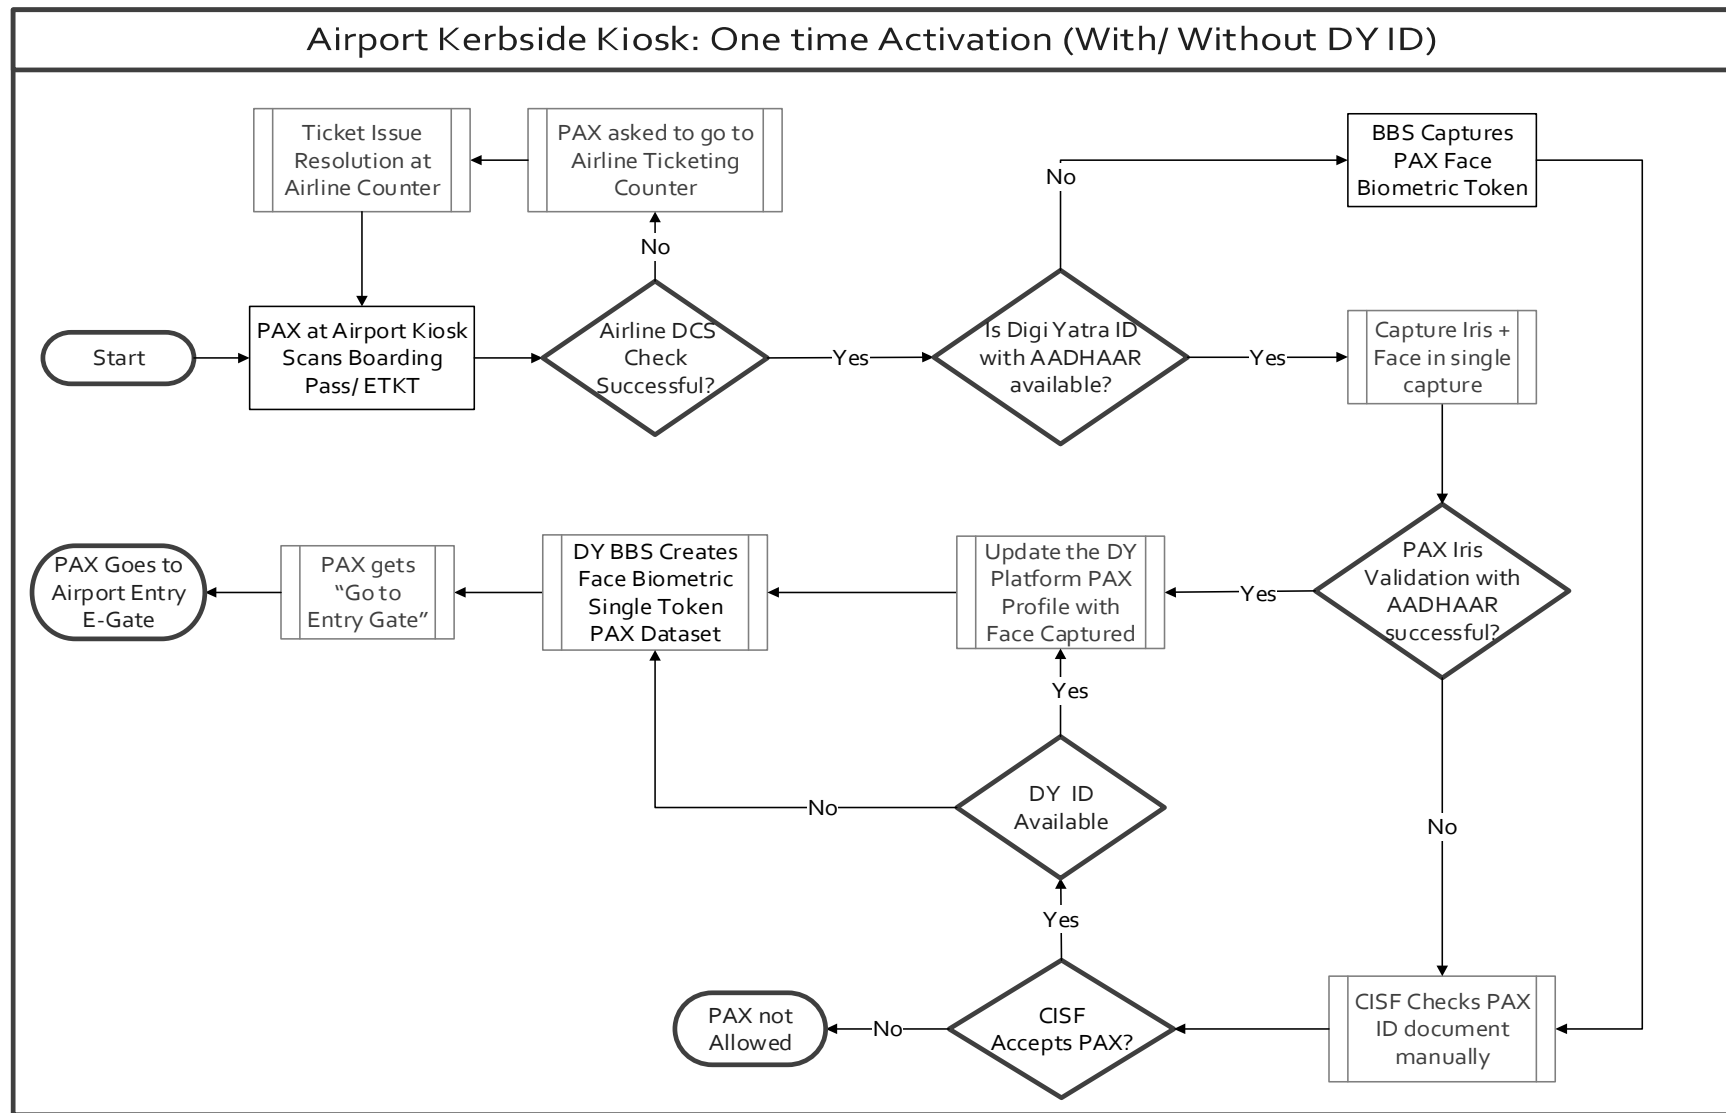 Airport Kerbside Kiosk: One time Activation (With/ Without DY ID)
Ticket Issue
Resolution at
Airline Counter
PAX asked to go to
Airline Ticketing
Counter
BBS Captures
PAX Face
Biometric Token
No
No
Start
PAX at Airport Kiosk
Scans Boarding
Pass/ ETKT
Airline DCS
Check
Successful?
Yes
Is Digi Yatra ID
with AADHAAR
available?
Yes
Capture Iris +
Face in single
capture
PAX Goes to
Airport Entry
E-Gate
PAX gets
“Go to
Entry Gate”
DY BBS Creates
Face Biometric
Single Token
PAX Dataset
Update the DY
Platform PAX
Profile with
Face Captured
Yes
PAX Iris
Validation with
AADHAAR
successful?
Yes
No
DY  ID
Available
No
Yes
PAX not
Allowed
No
CISF
Accepts PAX?
CISF Checks PAX
ID document
manually